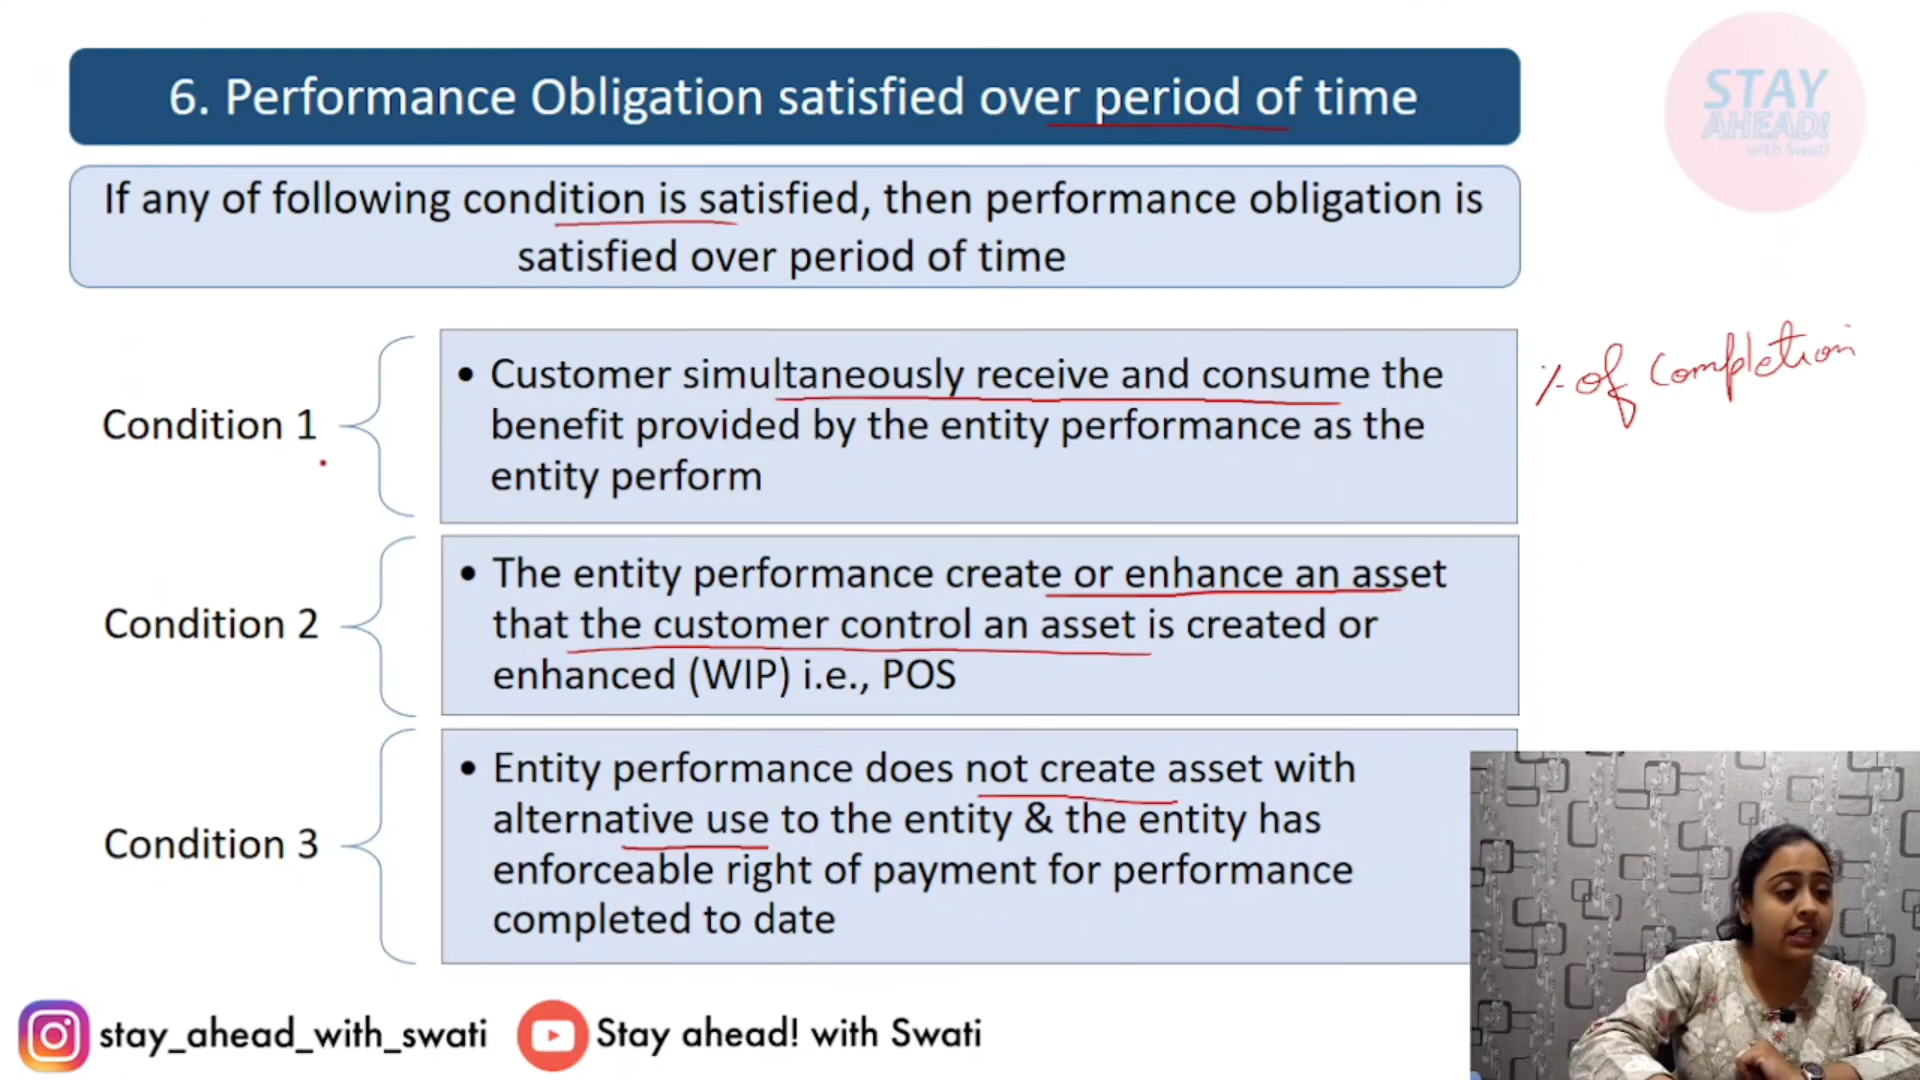 STAY
AHEAD!
with Swati
6. Performance Obligation satisfied over period of time
If any of following condition is satisfied, then performance obligation is
satisfied over period of time
Condition 1
• Customer simultaneously receive and consume the
benefit provided by the entity performance as the
entity perform
% of Completion
Condition 2
• The entity performance create or enhance an asset
that the customer control an asset is created or
enhanced (WIP) i.e., POS
Condition 3
• Entity performance does not create asset with
alternative use to the entity & the entity has
enforceable right of payment for performance
completed to date
stay_ahead_with_swati
Stay ahead! with Swati